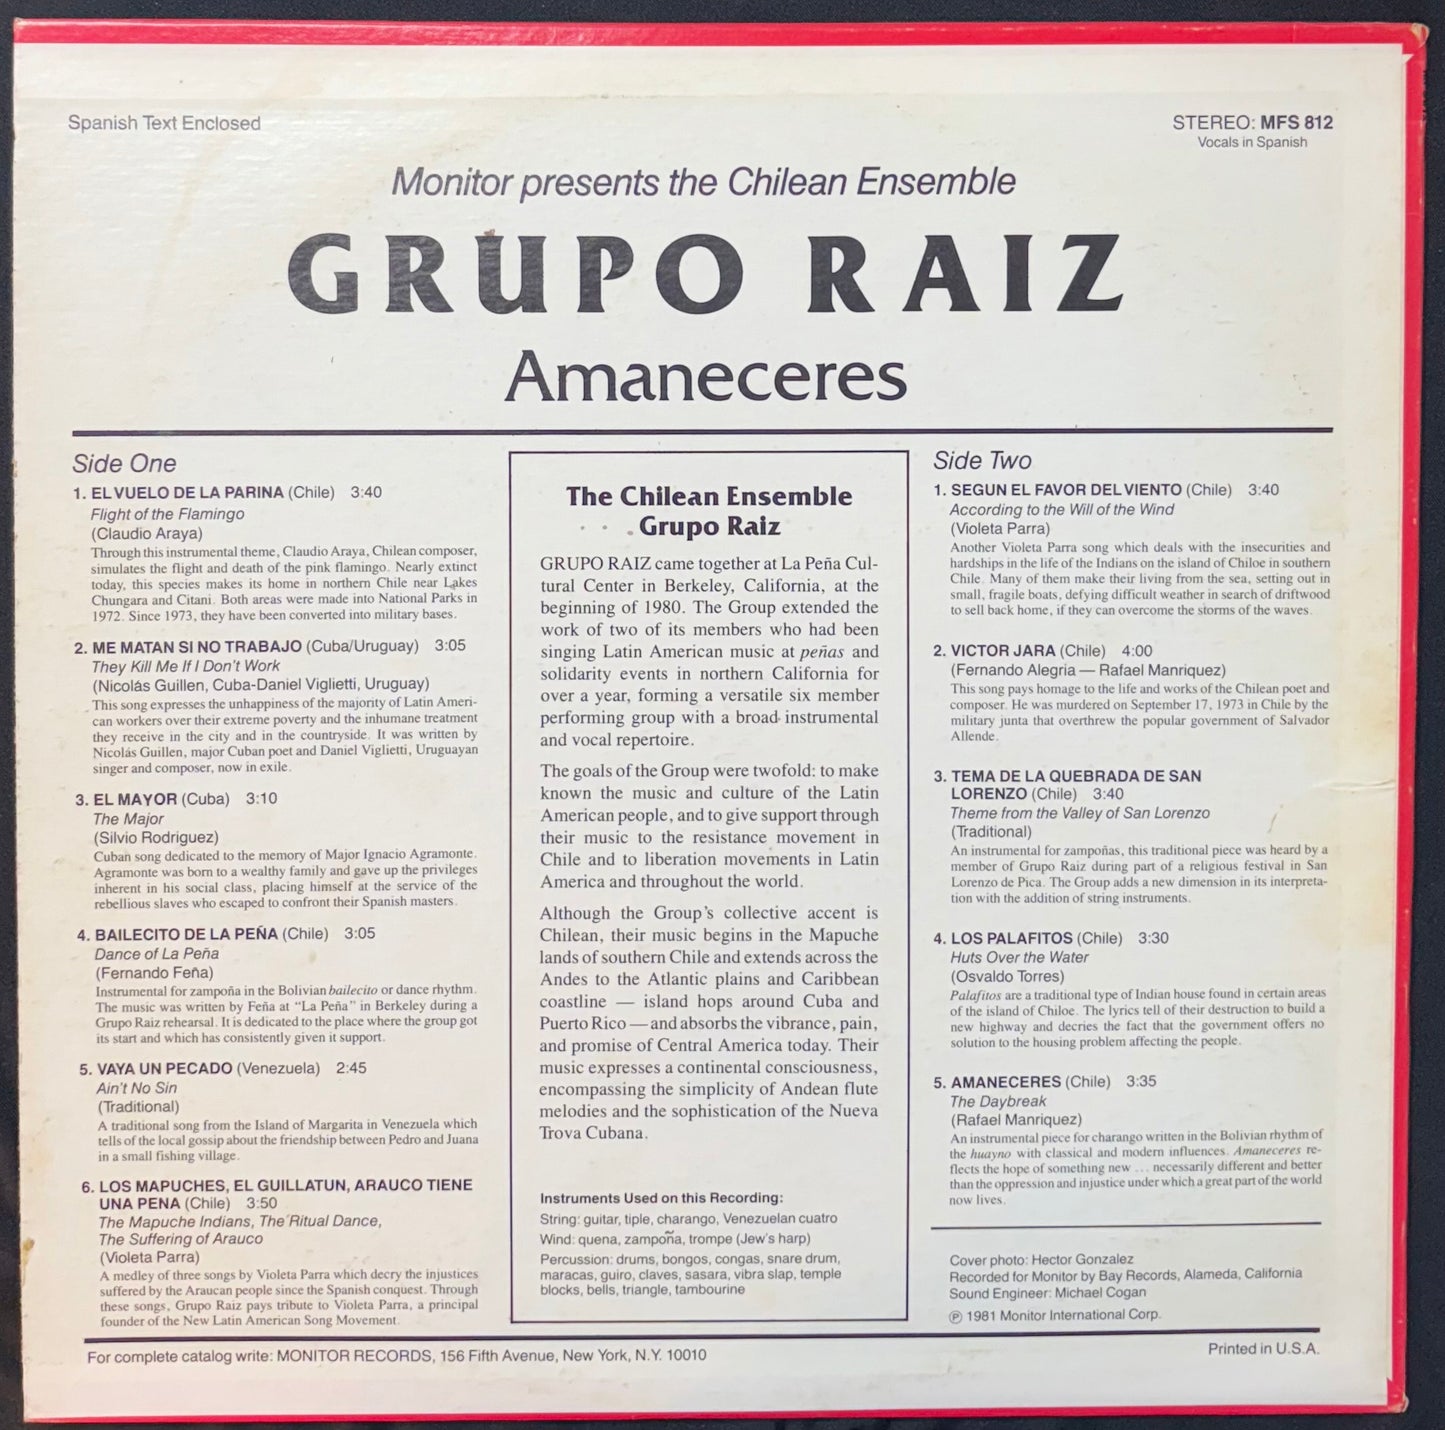 Spanish Text Enclosed
STEREO: MFS 812
Vocals in Spanish
Monitor presents the Chilean Ensemble
GRUPO RAIZ
Amaneceres
Side One
1. EL VUELO DE LA PARINA (Chile) 3:40
Flight of the Flamingo
(Claudio Araya)
Through this instrumental theme, Claudio Araya, Chilean composer,
simulates the flight and death of the pink flamingo. Nearly extinct
today, this species makes its home in northern Chile near Lakes
Chungara and Citani. Both areas were made into National Parks in
1972. Since 1973, they have been converted into military bases.
2. ME MATAN SI NO TRABAJO (Cuba/Uruguay) 3:05
They Kill Me If I Don't Work
(Nicolás Guillen, Cuba-Daniel Viglietti, Uruguay)
This song expresses the unhappiness of the majority of Latin Ameri-
can workers over their extreme poverty and the inhumane treatment
they receive in the city and in the countryside. It was written by
Nicolás Guillen, major Cuban poet and Daniel Viglietti, Uruguayan
singer and composer, now in exile.
3. EL MAYOR (Cuba) 3:10
The Major
(Silvio Rodriguez)
Cuban song dedicated to the memory of Major Ignacio Agramonte.
Agramonte was born to a wealthy family and gave up the privileges
inherent in his social class, placing himself at the service of the
rebellious slaves who escaped to confront their Spanish masters.
4. BAILECITO DE LA PEÑA (Chile) 3:05
Dance of La Peña
(Fernando Feña)
Instrumental for zampoña in the Bolivian bailecito or dance rhythm.
The music was written by Feña at “La Peña” in Berkeley during a
Grupo Raiz rehearsal. It is dedicated to the place where the group got
its start and which has consistently given it support.
5. VAYA UN PECADO (Venezuela) 2:45
Ain't No Sin
(Traditional)
A traditional song from the Island of Margarita in Venezuela which
tells of the local gossip about the friendship between Pedro and Juana
in a small fishing village.
6. LOS MAPUCHES, EL GUILLATUN, ARAUCO TIENE
UNA PENA (Chile) 3:50
The Mapuche Indians, The Ritual Dance,
The Suffering of Arauco
(Violeta Parra)
A medley of three songs by Violeta Parra which decry the injustices
suffered by the Araucan people since the Spanish conquest. Through
these songs, Grupo Raiz pays tribute to Violeta Parra, a principal
founder of the New Latin American Song Movement.
The Chilean Ensemble
Grupo Raiz
GRUPO RAIZ came together at La Peña Cul-
tural Center in Berkeley, California, at the
beginning of 1980. The Group extended the
work of two of its members who had been
singing Latin American music at peñas and
solidarity events in northern California for
over a year, forming a versatile six member
performing group with a broad instrumental
and vocal repertoire.
The goals of the Group were twofold: to make
known the music and culture of the Latin
American people, and to give support through
their music to the resistance movement in
Chile and to liberation movements in Latin
America and throughout the world.
Although the Group's collective accent is
Chilean, their music begins in the Mapuche
lands of southern Chile and extends across the
Andes to the Atlantic plains and Caribbean
coastline — island hops around Cuba and
Puerto Rico — and absorbs the vibrance, pain,
and promise of Central America today. Their
music expresses a continental consciousness,
encompassing the simplicity of Andean flute
melodies and the sophistication of the Nueva
Trova Cubana.
Instruments Used on this Recording:
String: guitar, tiple, charango, Venezuelan cuatro
Wind: quena, zampoña, trompe (Jew's harp)
Percussion: drums, bongos, congas, snare drum,
maracas, guiro, claves, sasara, vibra slap, temple
blocks, bells, triangle, tambourine
Side Two
1. SEGUN EL FAVOR DEL VIENTO (Chile) 3:40
According to the Will of the Wind
(Violeta Parra)
Another Violeta Parra song which deals with the insecurities and
hardships in the life of the Indians on the island of Chiloe in southern
Chile. Many of them make their living from the sea, setting out in
small, fragile boats, defying difficult weather in search of driftwood
to sell back home, if they can overcome the storms of the waves.
2. VICTOR JARA (Chile) 4:00
(Fernando Alegria — Rafael Manriquez)
This song pays homage to the life and works of the Chilean poet and
composer. He was murdered on September 17, 1973 in Chile by the
military junta that overthrew the popular government of Salvador
Allende.
3. TEMA DE LA QUEBRADA DE SAN
LORENZO (Chile) 3:40
Theme from the Valley of San Lorenzo
(Traditional)
An instrumental for zampoñas, this traditional piece was heard by a
member of Grupo Raiz during part of a religious festival in San
Lorenzo de Pica. The Group adds a new dimension in its interpreta-
tion with the addition of string instruments.
4. LOS PALAFITOS (Chile) 3:30
Huts Over the Water
(Osvaldo Torres)
Palafitos are a traditional type of Indian house found in certain areas
of the island of Chiloe. The lyrics tell of their destruction to build a
new highway and decries the fact that the government offers no
solution to the housing problem affecting the people.
5. AMANECERES (Chile) 3:35
The Daybreak
(Rafael Manriquez)
An instrumental piece for charango written in the Bolivian rhythm of
the huayno with classical and modern influences. Amaneceres re-
flects the hope of something new ... necessarily different and better
than the oppression and injustice under which a great part of the world
now lives.
Cover photo: Hector Gonzalez
Recorded for Monitor by Bay Records, Alameda, California
Sound Engineer: Michael Cogan
℗ 1981 Monitor International Corp.
For complete catalog write: MONITOR RECORDS, 156 Fifth Avenue, New York, N.Y. 10010
Printed in U.S.A.